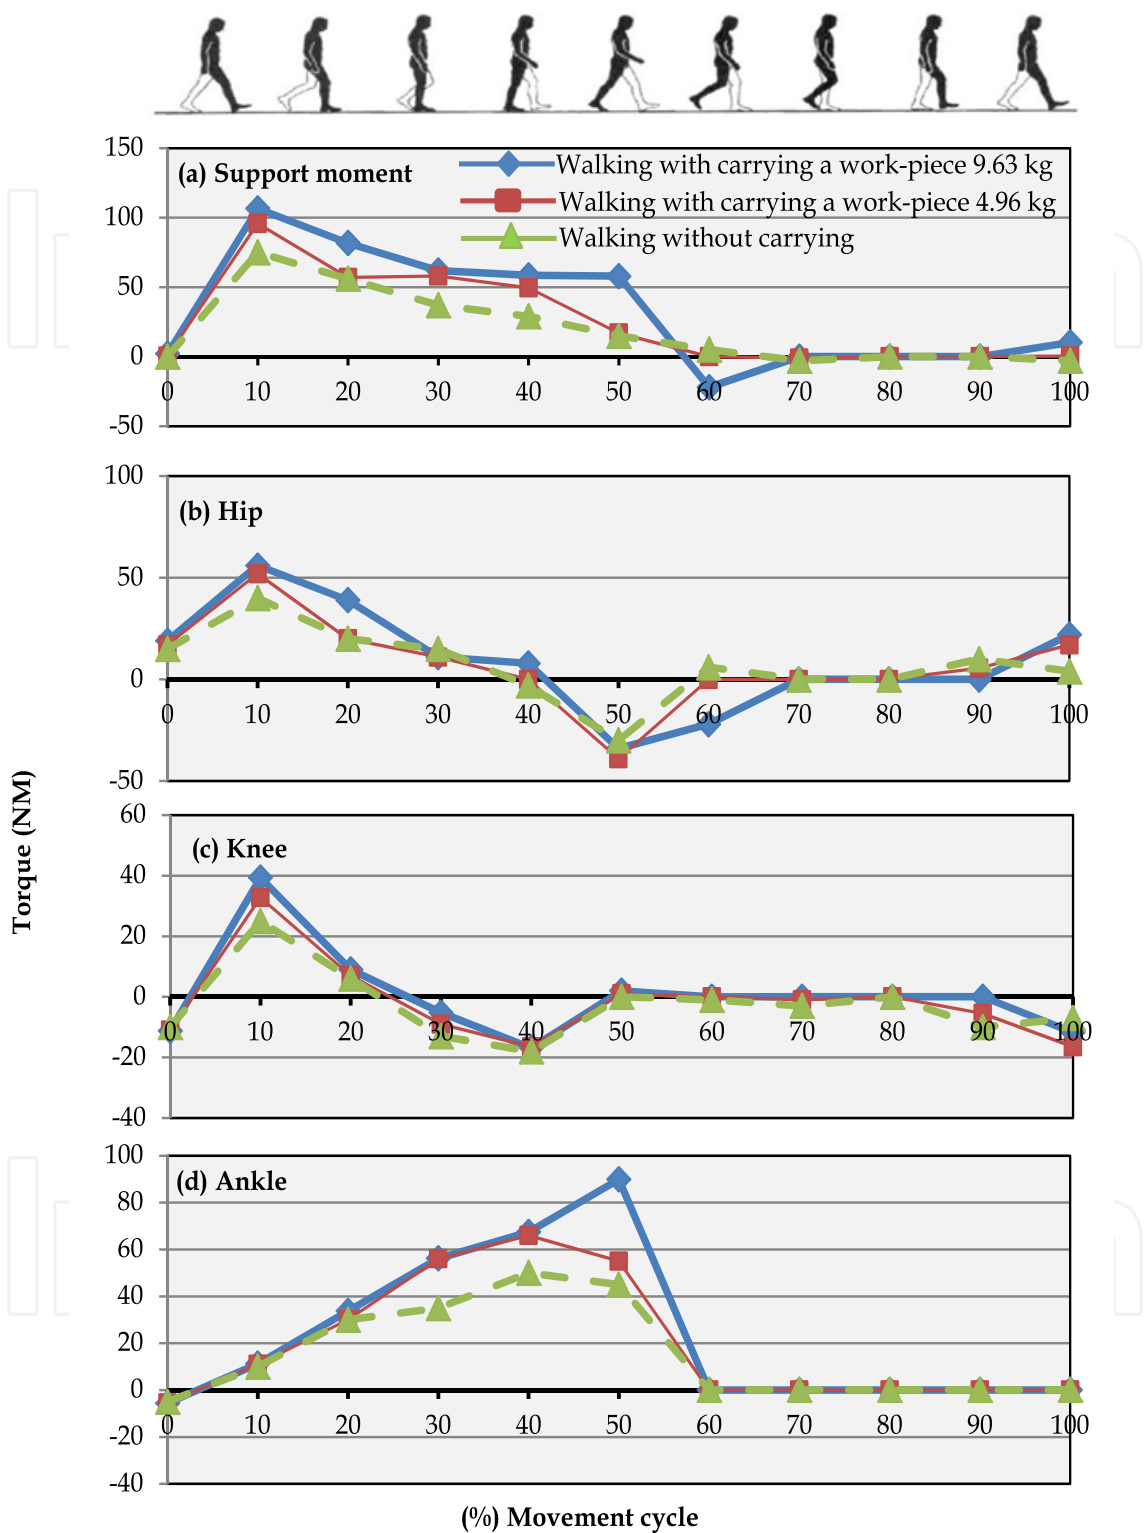 150
(a) Support moment
Walking with carrying a work-piece 9.63 kg
Walking with carrying a work-piece 4.96 kg
Walking without carrying
100
50
0
0 10 20 30 40 50 60 70 80 90 100
-50
100
(b) Hip
50
0
0 10 20 30 40 50 60 70 80 90 100
-50
Torque (NM)
60
(c) Knee
40
20
0
0 10 20 30 40 50 60 70 80 90 100
-20
-40
100
(d) Ankle
80
60
40
20
0
0 10 20 30 40 50 60 70 80 90 100
-20
-40
(%) Movement cycle